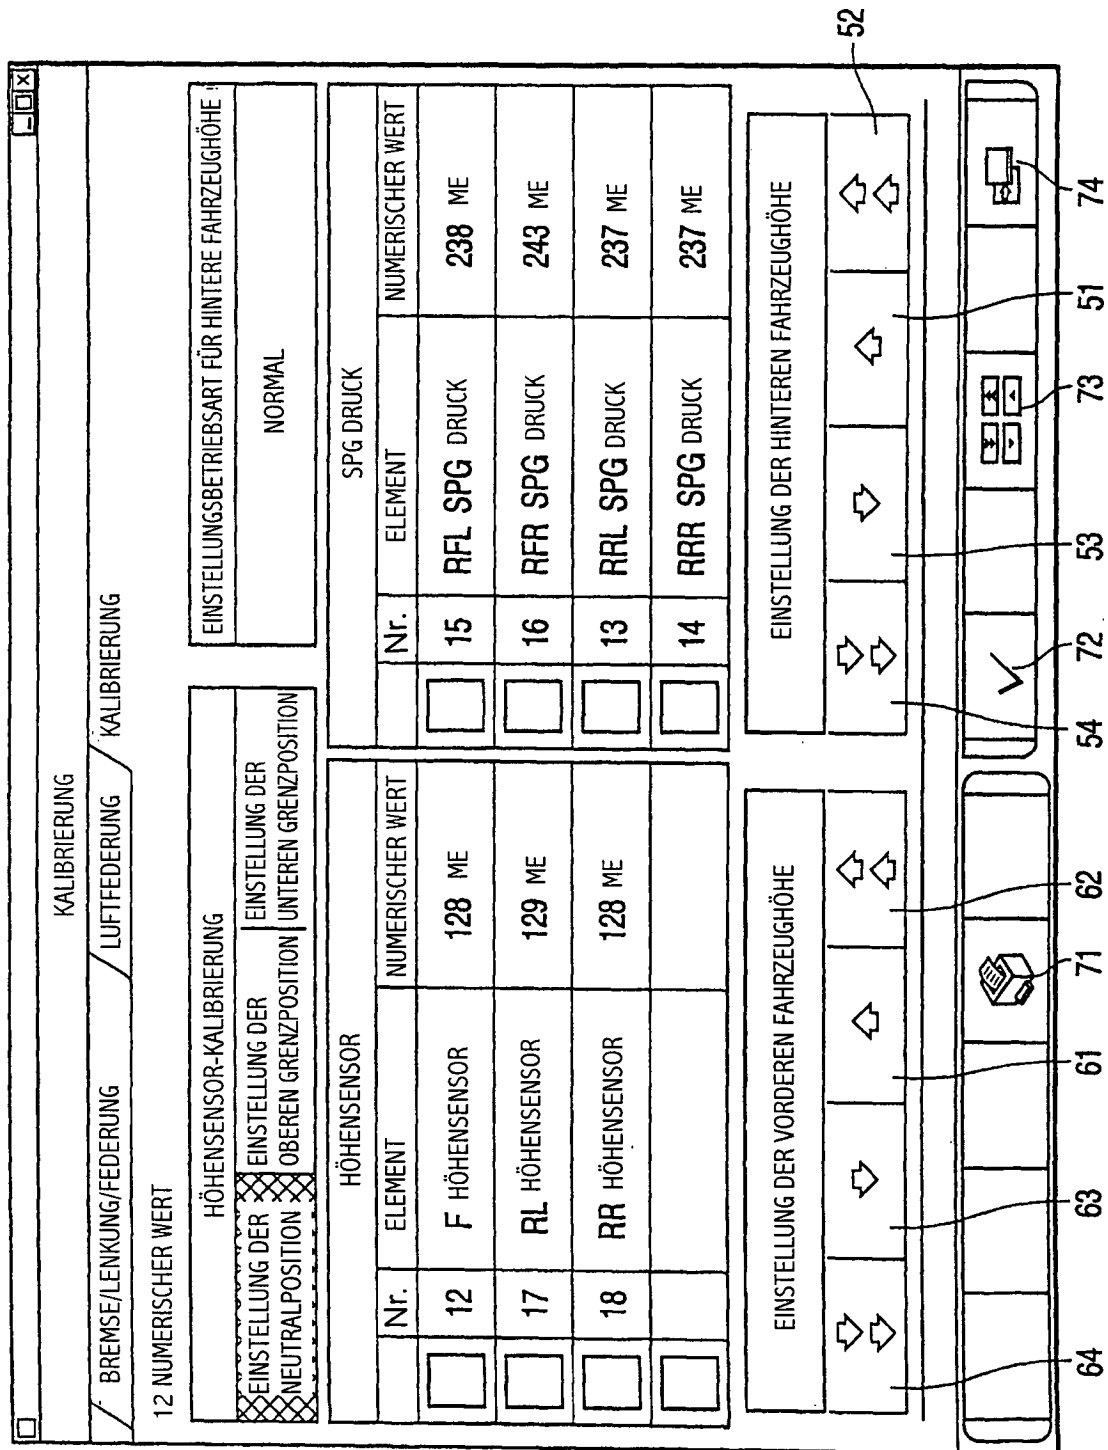 KALIBRIERUNG
BREMSE/LENKUNG/FEDERUNG
LUFTFEDERUNG
KALIBRIERUNG
12 NUMERISCHER WERT
HÖHENSENSOR-KALIBRIERUNG
EINSTELLUNG DER
NEUTRALPOSITION
EINSTELLUNG DER
OBEREN GRENZPOSITION
EINSTELLUNG DER
UNTEREN GRENZPOSITION
EINSTELLUNGSBETRIEBSART FÜR HINTERE FAHRZEUGHÖHE
NORMAL
HÖHENSENSOR
Nr. ELEMENT NUMERISCHER WERT
12 F HÖHENSENSOR 128 ME
17 RL HÖHENSENSOR 129 ME
18 RR HÖHENSENSOR 128 ME
SPG DRUCK
Nr. ELEMENT NUMERISCHER WERT
15 RFL SPG DRUCK 238 ME
16 RFR SPG DRUCK 243 ME
13 RRL SPG DRUCK 237 ME
14 RRR SPG DRUCK 237 ME
EINSTELLUNG DER VORDEREN FAHRZEUGHÖHE
EINSTELLUNG DER HINTEREN FAHRZEUGHÖHE
52
64
63
61
71
62
54
72
53
73
51
74